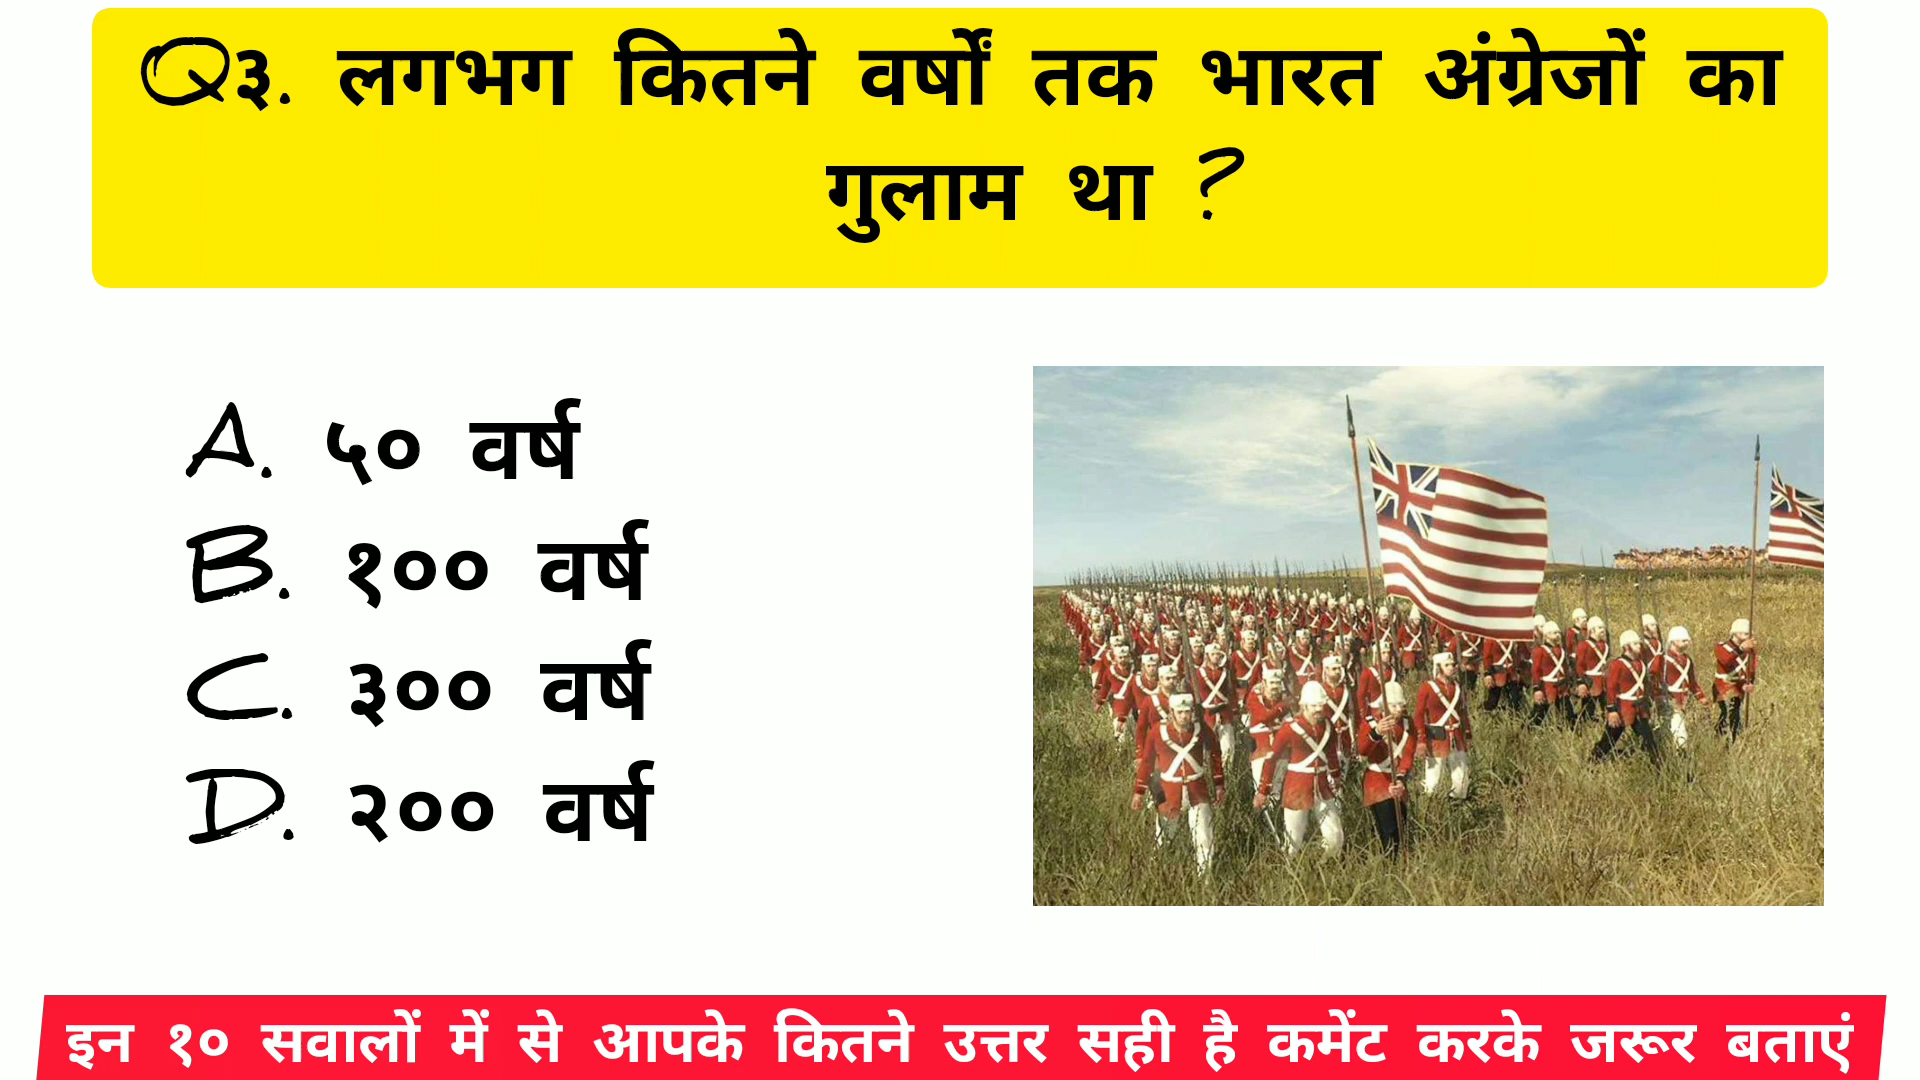 Q३. लगभग कितने वर्षों तक भारत अंग्रेजों का
गुलाम था ?
A. ५० वर्ष
B. १०० वर्ष
C. ३०० वर्ष
D. २०० वर्ष
इन १० सवालों में से आपके कितने उत्तर सही है कमेंट करके जरूर बताएं